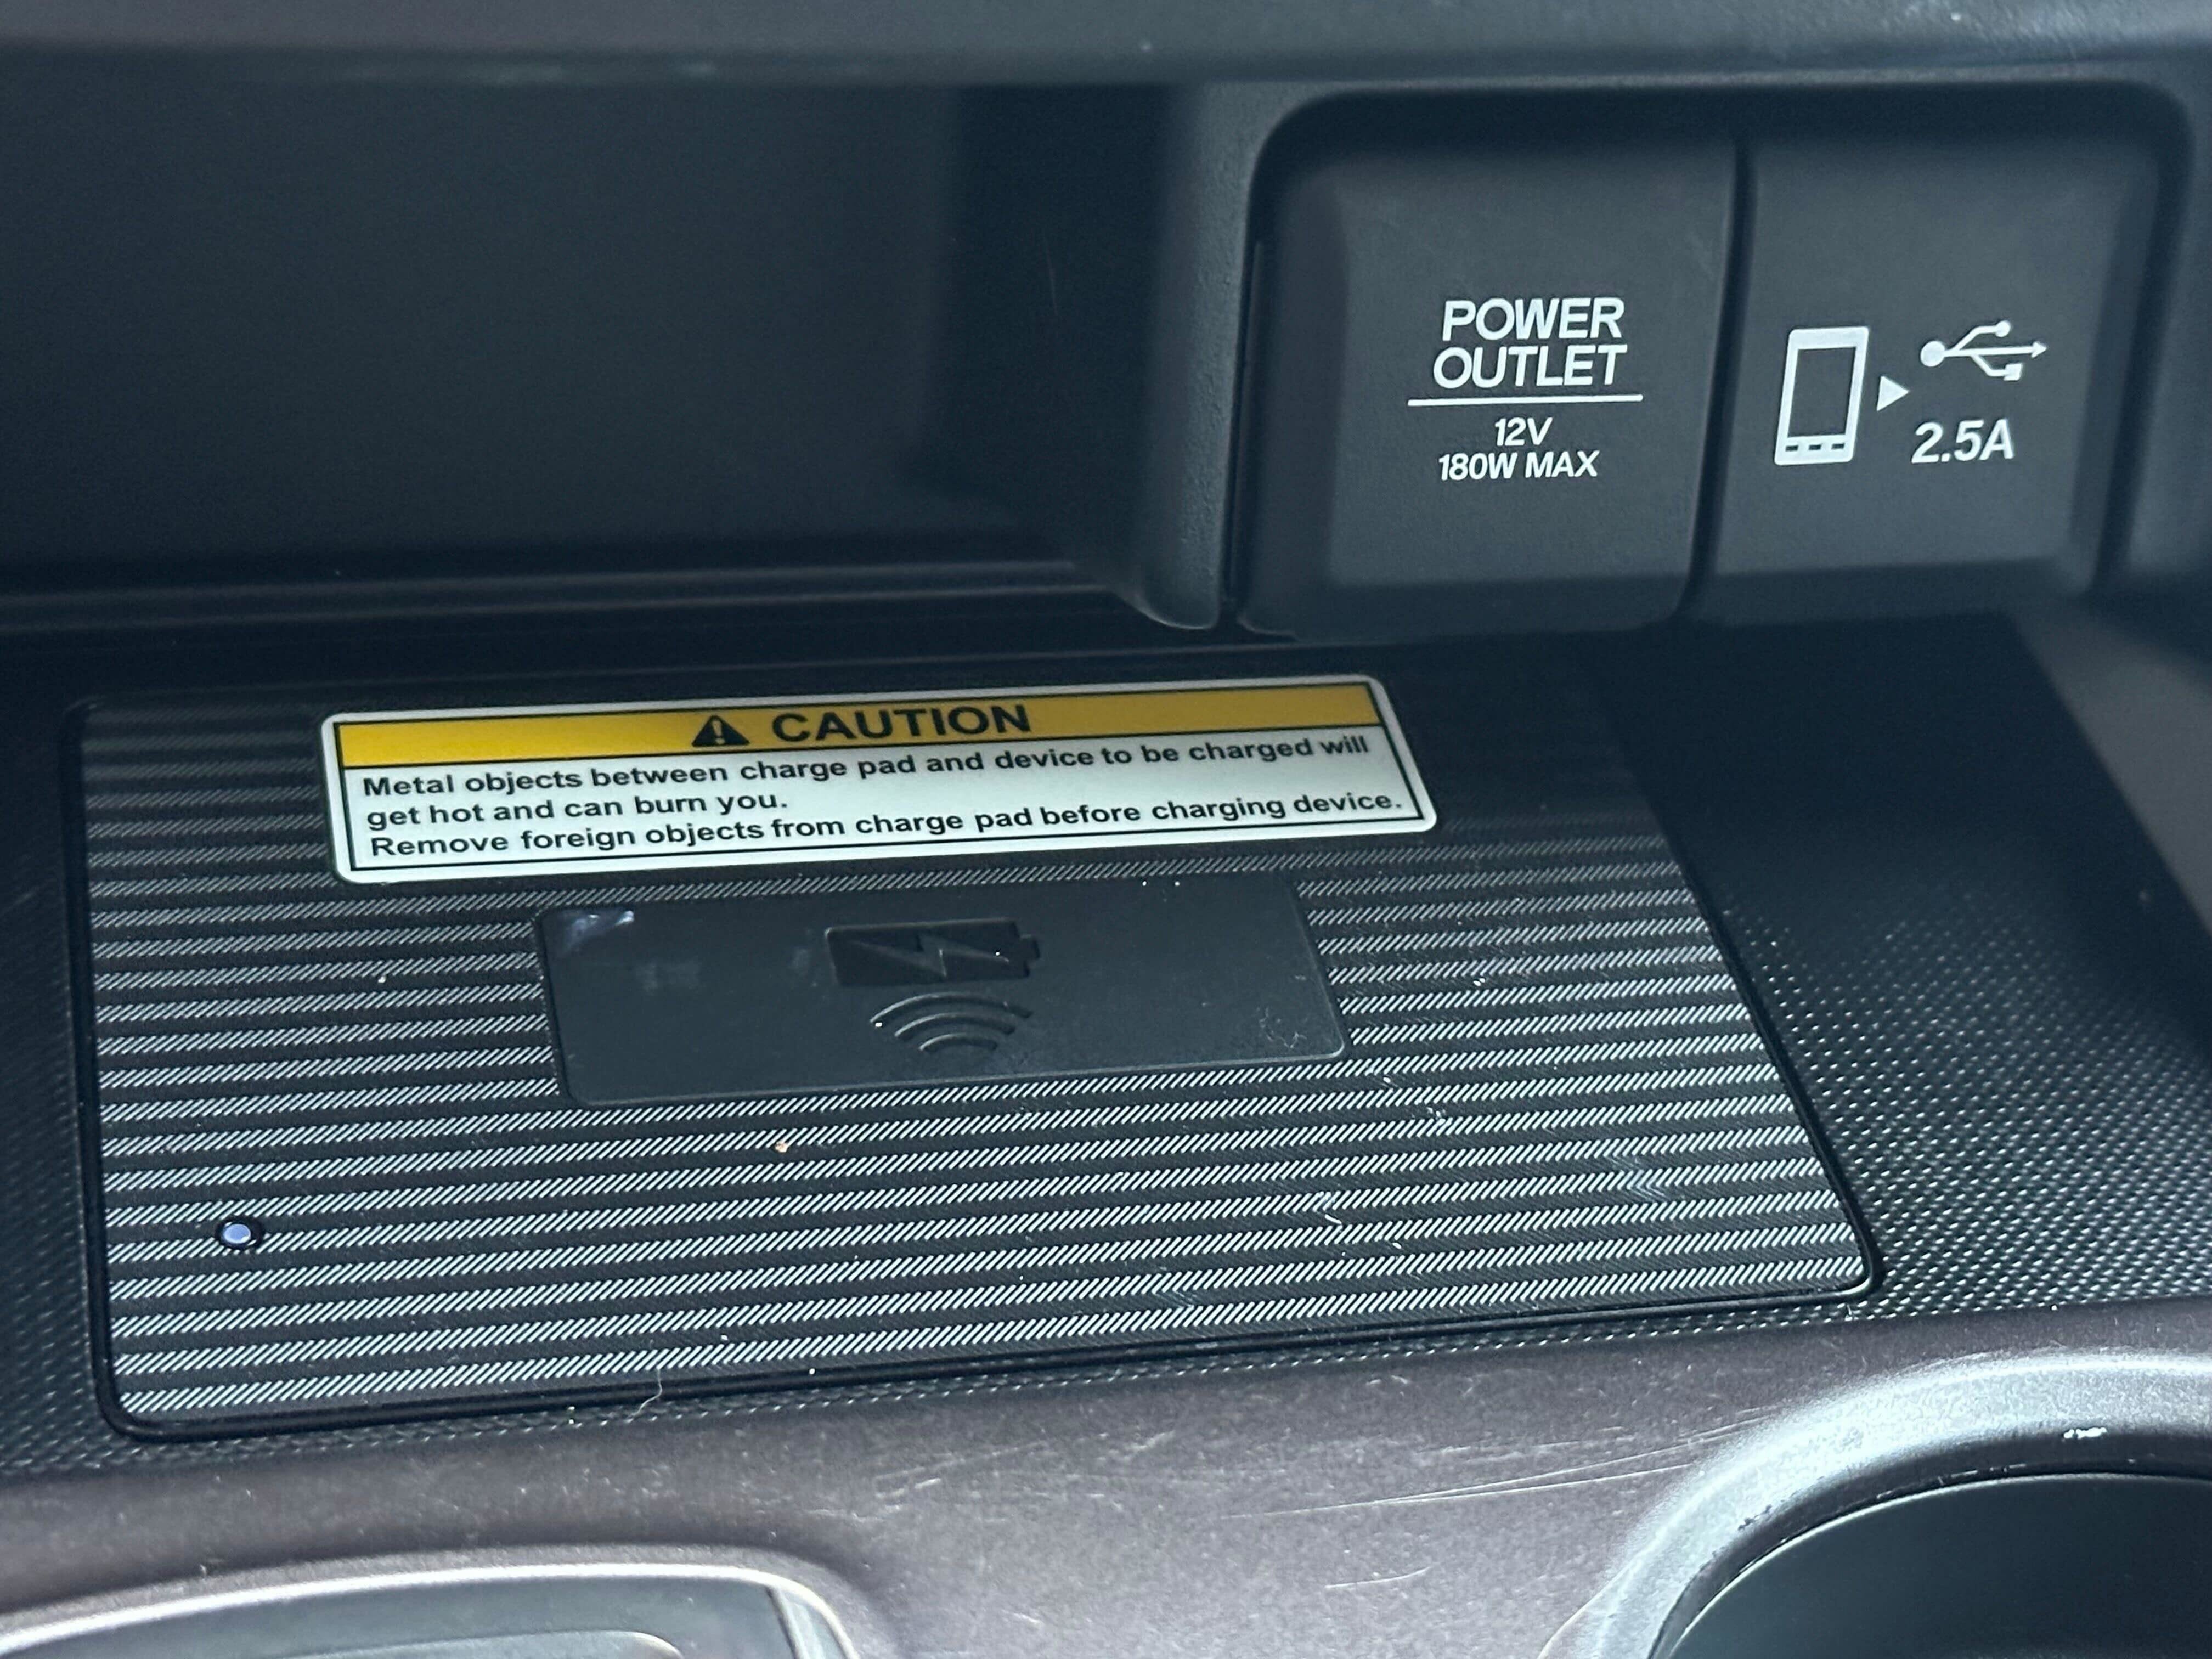 POWER
OUTLET
12V
180W MAX
2.5A
CAUTION
Metal objects between charge pad and device to be charged will
get hot and can burn you.
Remove foreign objects from charge pad before charging device.